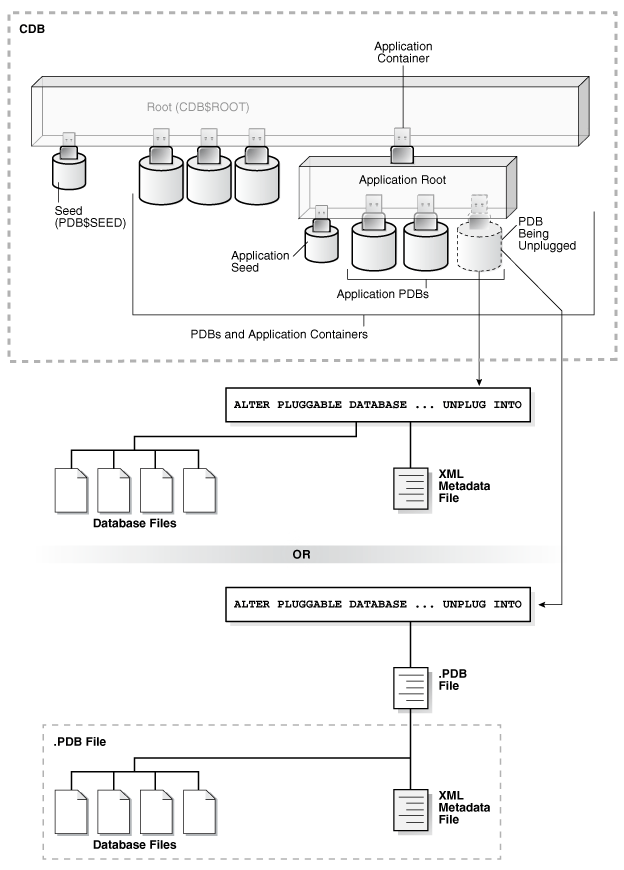 CDB
Application
Container
Root (CDB$ROOT)
Application Root
Seed
(PDB$SEED)
Application
Seed
PDB
Being
Unplugged
Application PDBs
PDBs and Application Containers
ALTER PLUGGABLE DATABASE ... UNPLUG INTO
XML
Metadata
File
Database Files
OR
ALTER PLUGGABLE DATABASE ... UNPLUG INTO
.PDB
File
.PDB File
XML
Metadata
File
Database Files